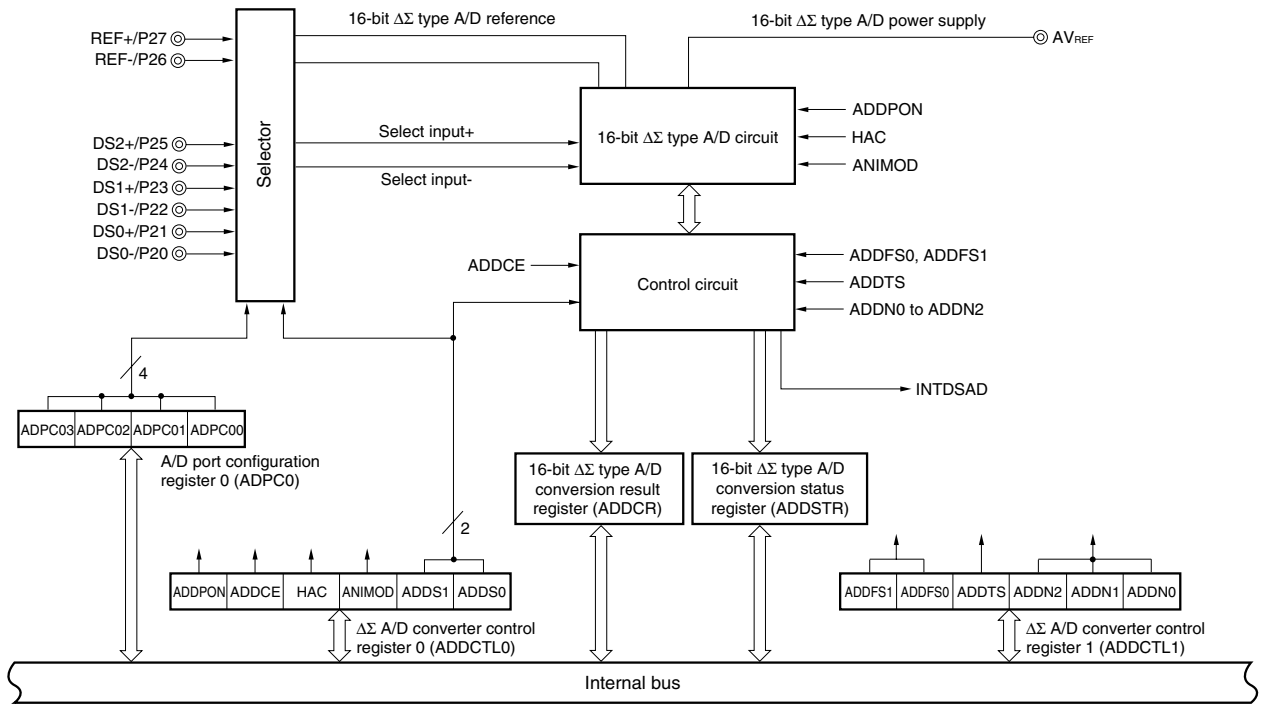 16-bit ΔΣ type A/D reference
16-bit ΔΣ type A/D power supply
REF+/P27
REF-/P26
AVREF
Selector
DS2+/P25
DS2-/P24
DS1+/P23
DS1-/P22
DS0+/P21
DS0-/P20
Select input+
Select input-
16-bit ΔΣ type A/D circuit
ADDPON
HAC
ANIMOD
ADDCE
Control circuit
ADDFS0, ADDFS1
ADDTS
ADDN0 to ADDN2
INTDSAD
4
ADPC03 ADPC02 ADPC01 ADPC00
A/D port configuration
register 0 (ADPC0)
16-bit ΔΣ type A/D
conversion result
register (ADDCR)
16-bit ΔΣ type A/D
conversion status
register (ADDSTR)
2
ADDPON ADDCE HAC ANIMOD ADDS1 ADDS0
ΔΣ A/D converter control
register 0 (ADDCTL0)
ADDFS1 ADDFS0 ADDTS ADDN2 ADDN1 ADDN0
ΔΣ A/D converter control
register 1 (ADDCTL1)
Internal bus